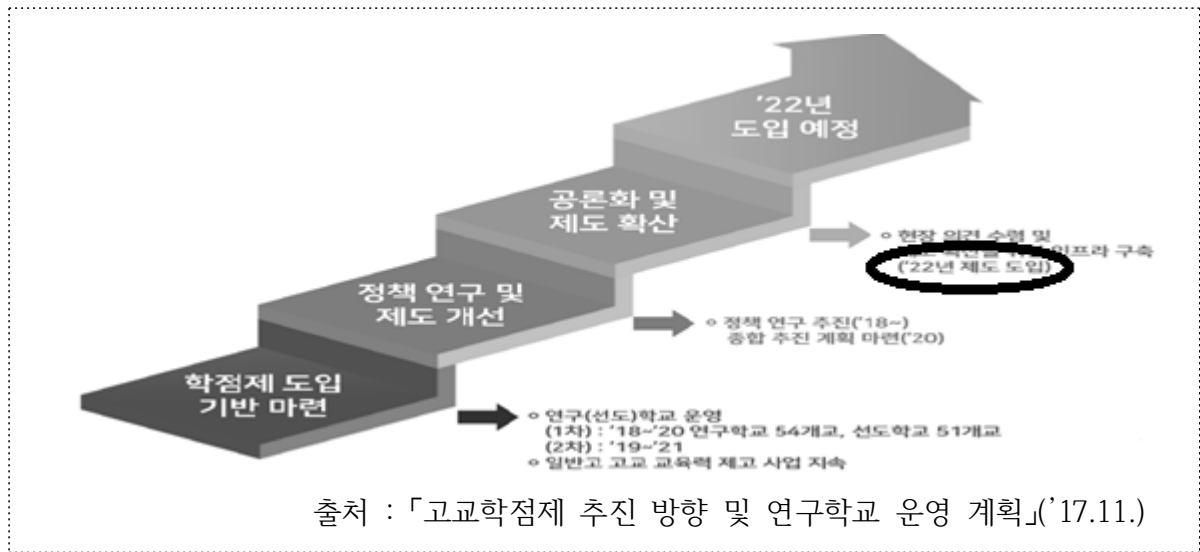 '22년
도입 예정
공론화 및
제도 확산
∘ 현장 의견 수렴 및
인프라 구축
('22년 제도 도입)
정책 연구 및
제도 개선
∘ 정책 연구 추진('18~)
종합 추진 계획 마련('20)
학점제 도입
기반 마련
∘ 연구(선도)학교 운영
(1차) : '18~'20 연구학교 54개교, 선도학교 51개교
(2차) : '19~'21
∘ 일반고 고교 교육력 제고 사업 지속
출처 : 「고교학점제 추진 방향 및 연구학교 운영 계획」('17.11.)